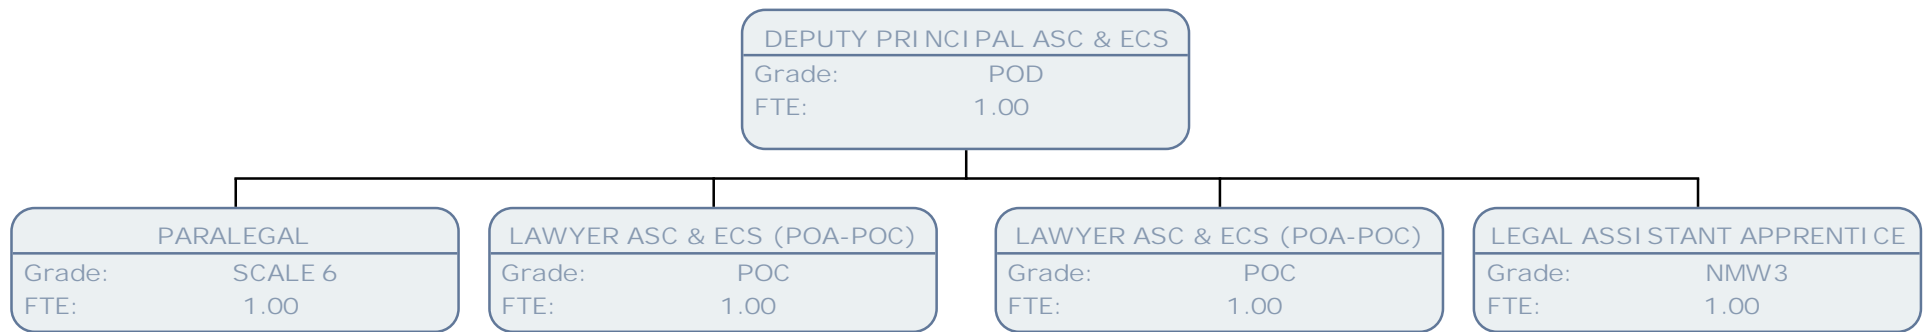 DEPUTY PRINCIPAL ASC & ECS
Grade: POD
FTE: 1.00
PARALEGAL
Grade: SCALE 6
FTE: 1.00
LAWYER ASC & ECS (POA-POC)
Grade: POC
FTE: 1.00
LAWYER ASC & ECS (POA-POC)
Grade: POC
FTE: 1.00
LEGAL ASSISTANT APPRENTICE
Grade: NMW3
FTE: 1.00